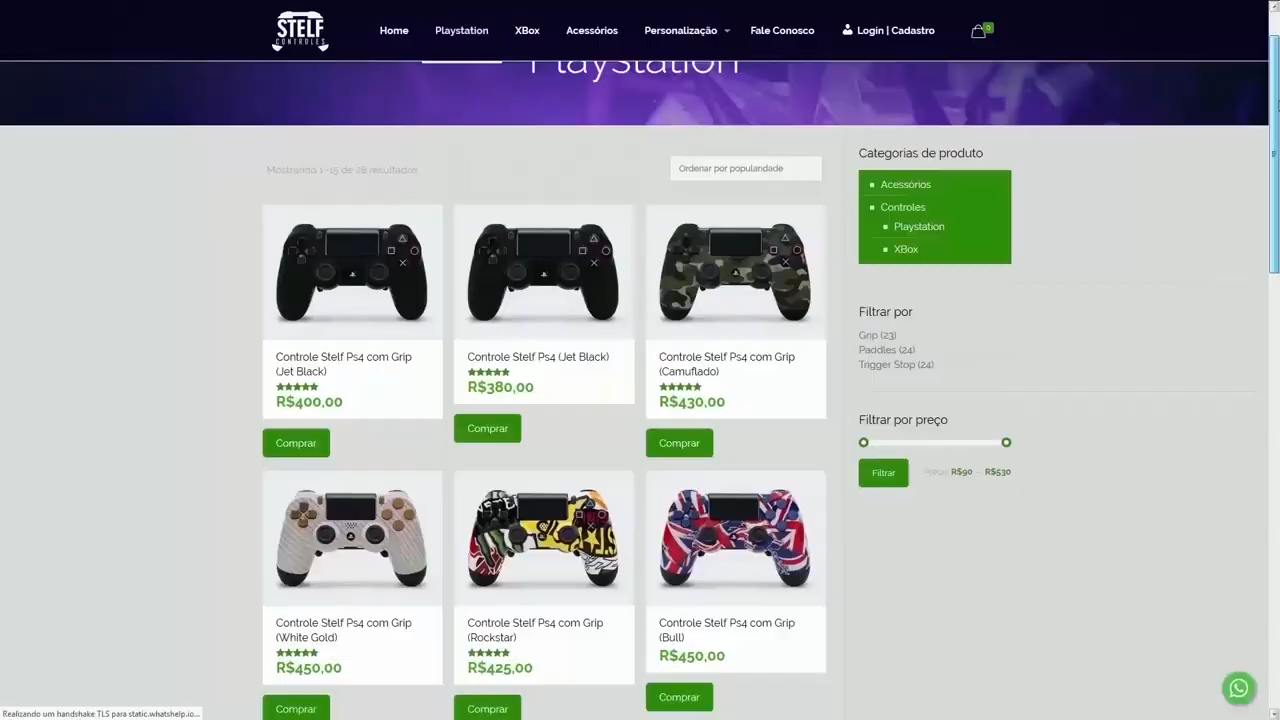 STELF
CONTROLES
Home
Playstation
XBox
Acessórios
Personalização
Fale Conosco
Login | Cadastro
0
Playstation
Mostrando 1–15 de 28 resultados
Ordenar por popularidade
Controle Stelf Ps4 com Grip
(Jet Black)
R$400,00
Comprar
Controle Stelf Ps4 (Jet Black)
R$380,00
Comprar
Controle Stelf Ps4 com Grip
(Camuflado)
R$430,00
Comprar
Controle Stelf Ps4 com Grip
(White Gold)
R$450,00
Comprar
Controle Stelf Ps4 com Grip
(Rockstar)
R$425,00
Comprar
Controle Stelf Ps4 com Grip
(Bull)
R$450,00
Comprar
Categorias de produto
Acessórios
Controles
Playstation
XBox
Filtrar por
Grip (23)
Paddles (24)
Trigger Stop (24)
Filtrar por preço
Filtrar
Preço: R$90 — R$530
Realizando um handshake TLS para static.whatshelp.io...